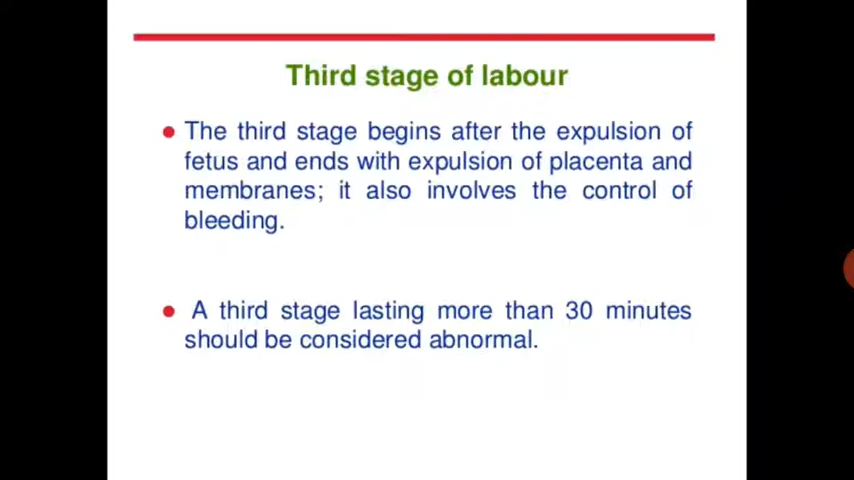 Third stage of labour
The third stage begins after the expulsion of
fetus and ends with expulsion of placenta and
membranes; it also involves the control of
bleeding.
A third stage lasting more than 30 minutes
should be considered abnormal.